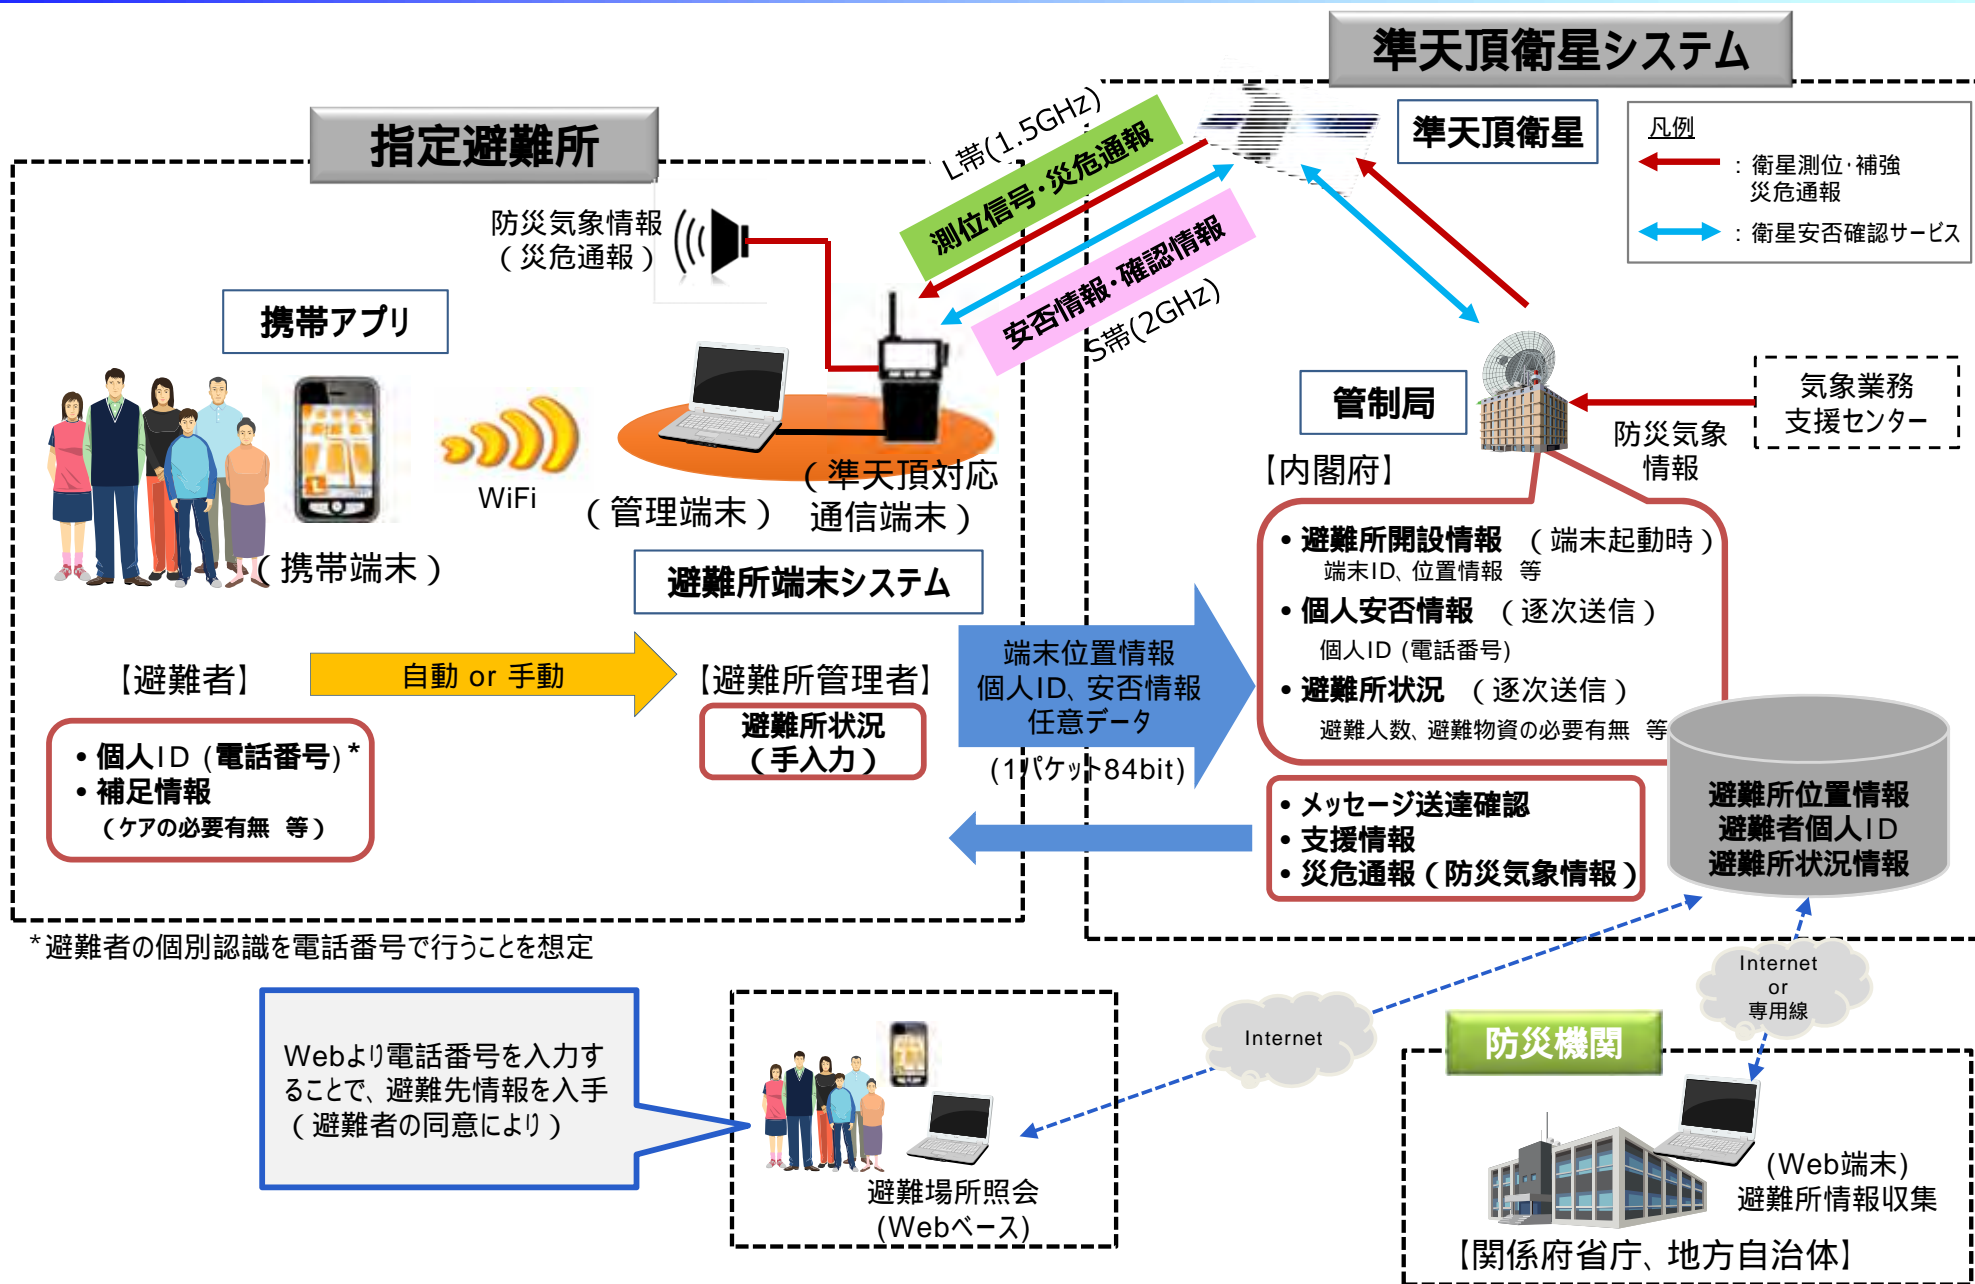 準天頂衛星システム
指定避難所
準天頂衛星
凡例
：衛星測位・補強
災危通報
：衛星安否確認サービス
L帯(1.5GHz)
測位信号・災危通報
安否情報・確認情報
S帯(2GHz)
防災気象情報
（災危通報）
携帯アプリ
WiFi
（携帯端末）
（管理端末）
（準天頂対応
通信端末）
避難所端末システム
管制局
【内閣府】
気象業務
支援センター
防災気象
情報
• 避難所開設情報 （端末起動時）
端末ID、位置情報 等
• 個人安否情報 （逐次送信）
個人ID (電話番号)
• 避難所状況 （逐次送信）
避難人数、避難物資の必要有無 等
【避難者】
自動 or 手動
【避難所管理者】
• 個人ID (電話番号)*
• 補足情報
（ケアの必要有無 等）
避難所状況
（手入力）
端末位置情報
個人ID、安否情報
任意データ
(1パケット84bit)
• メッセージ送達確認
• 支援情報
• 災危通報（防災気象情報）
避難所位置情報
避難者個人ID
避難所状況情報
*避難者の個別認識を電話番号で行うことを想定
Webより電話番号を入力す
ることで、避難先情報を入手
（避難者の同意により）
避難場所照会
(Webベース)
Internet
Internet
or
専用線
防災機関
(Web端末)
避難所情報収集
【関係府省庁、地方自治体】